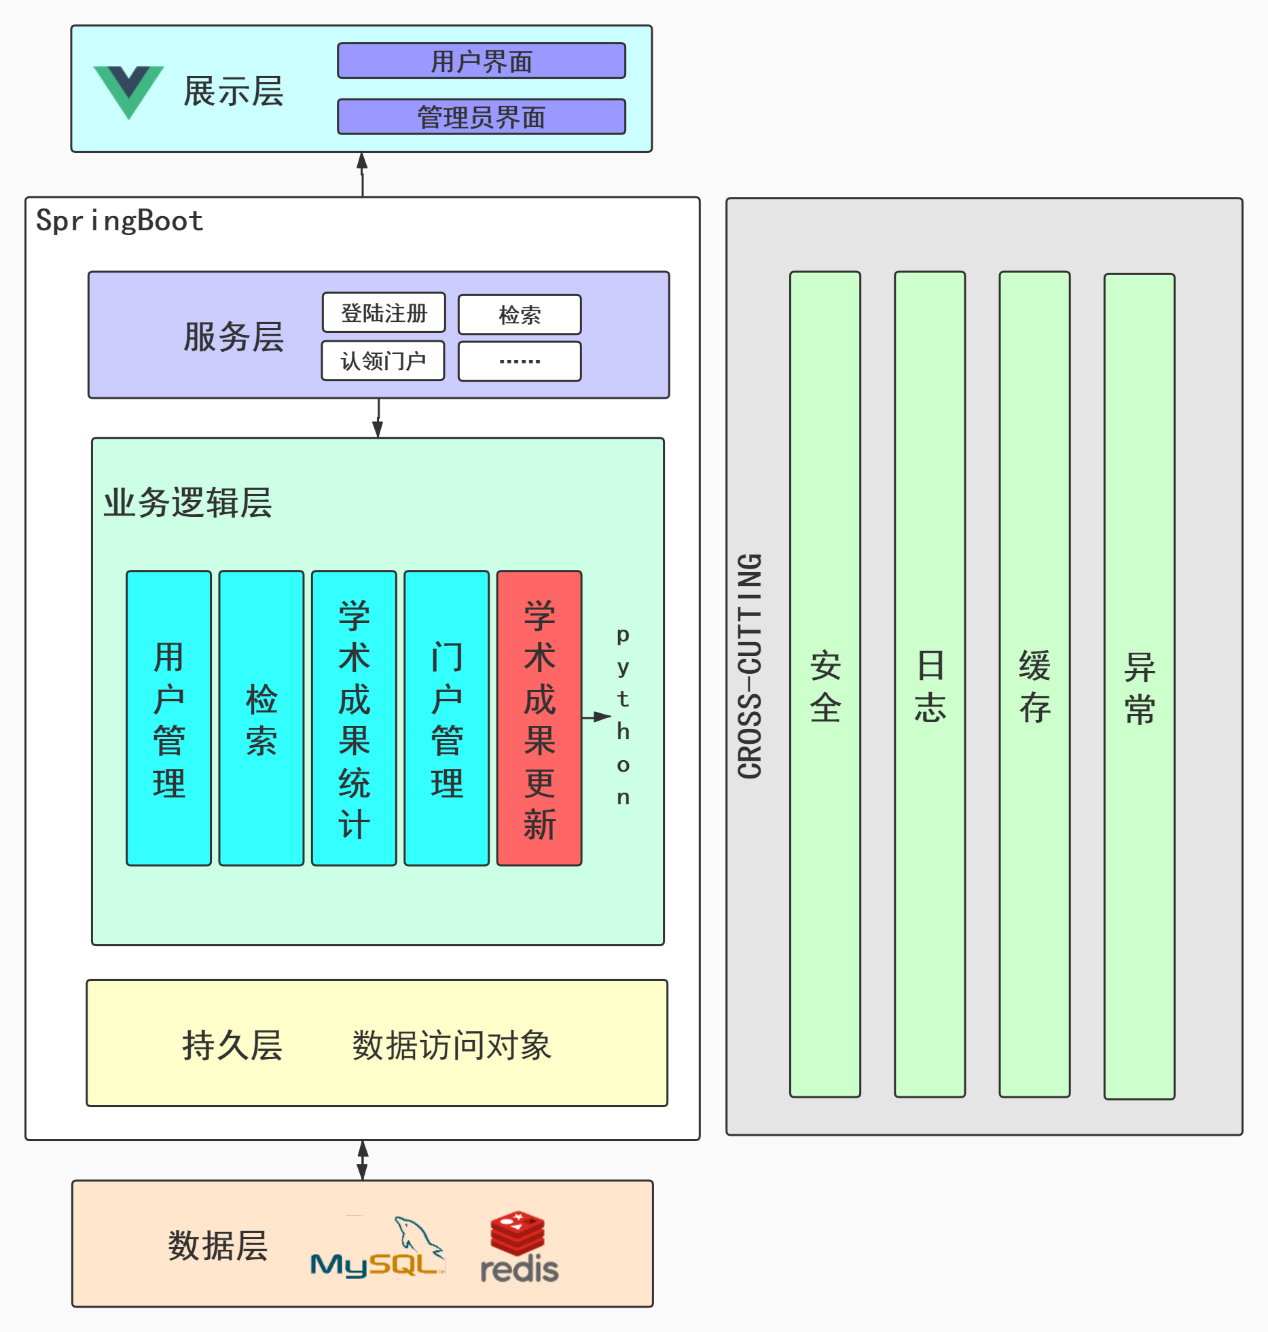 展示层
用户界面
管理员界面
SpringBoot
服务层
登陆注册
检索
认领门户
······
业务逻辑层
用户管理
检索
学术成果统计
门户管理
学术成果更新
python
持久层
数据访问对象
数据层
MySQL
redis
CROSS-CUTTING
安全
日志
缓存
异常